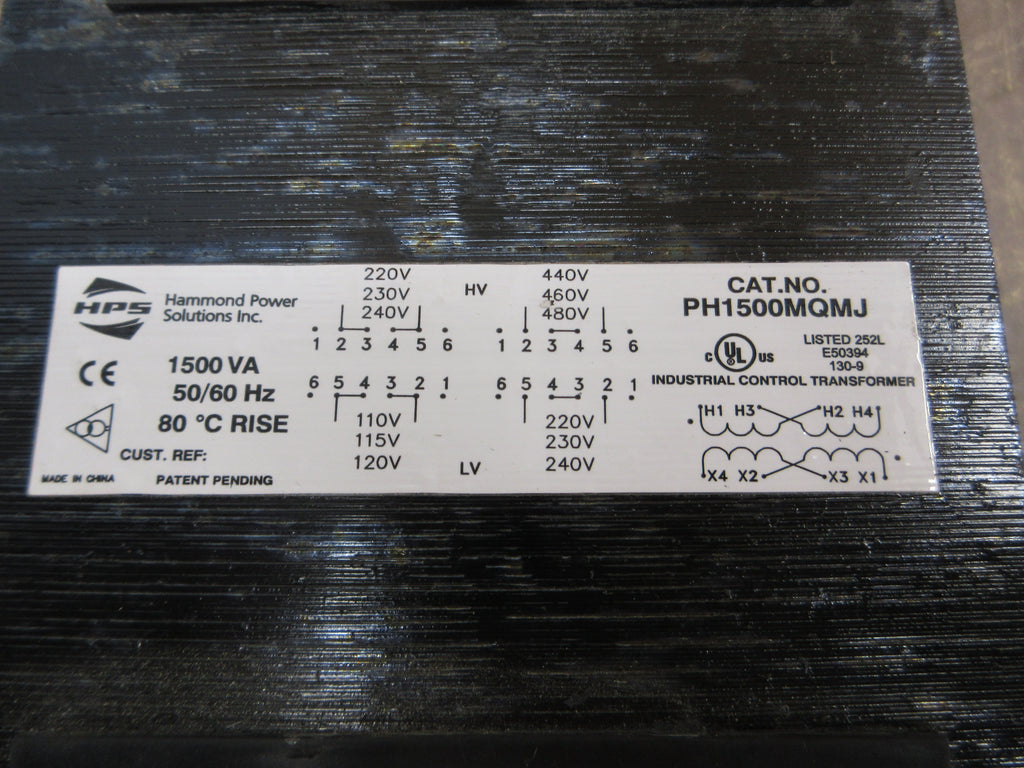 HPS
Hammond Power
Solutions Inc.
CE
1500 VA
50/60 Hz
80 °C RISE
CUST. REF:
MADE IN CHINA
PATENT PENDING
220V
230V
240V
HV
440V
460V
480V
1 2 3 4 5 6
1 2 3 4 5 6
6 5 4 3 2 1
6 5 4 3 2 1
110V
115V
120V
LV
220V
230V
240V
CAT.NO.
PH1500MQMJ
C UL US
LISTED 252L
E50394
130-9
INDUSTRIAL CONTROL TRANSFORMER
H1 H3 H2 H4
X4 X2 X3 X1